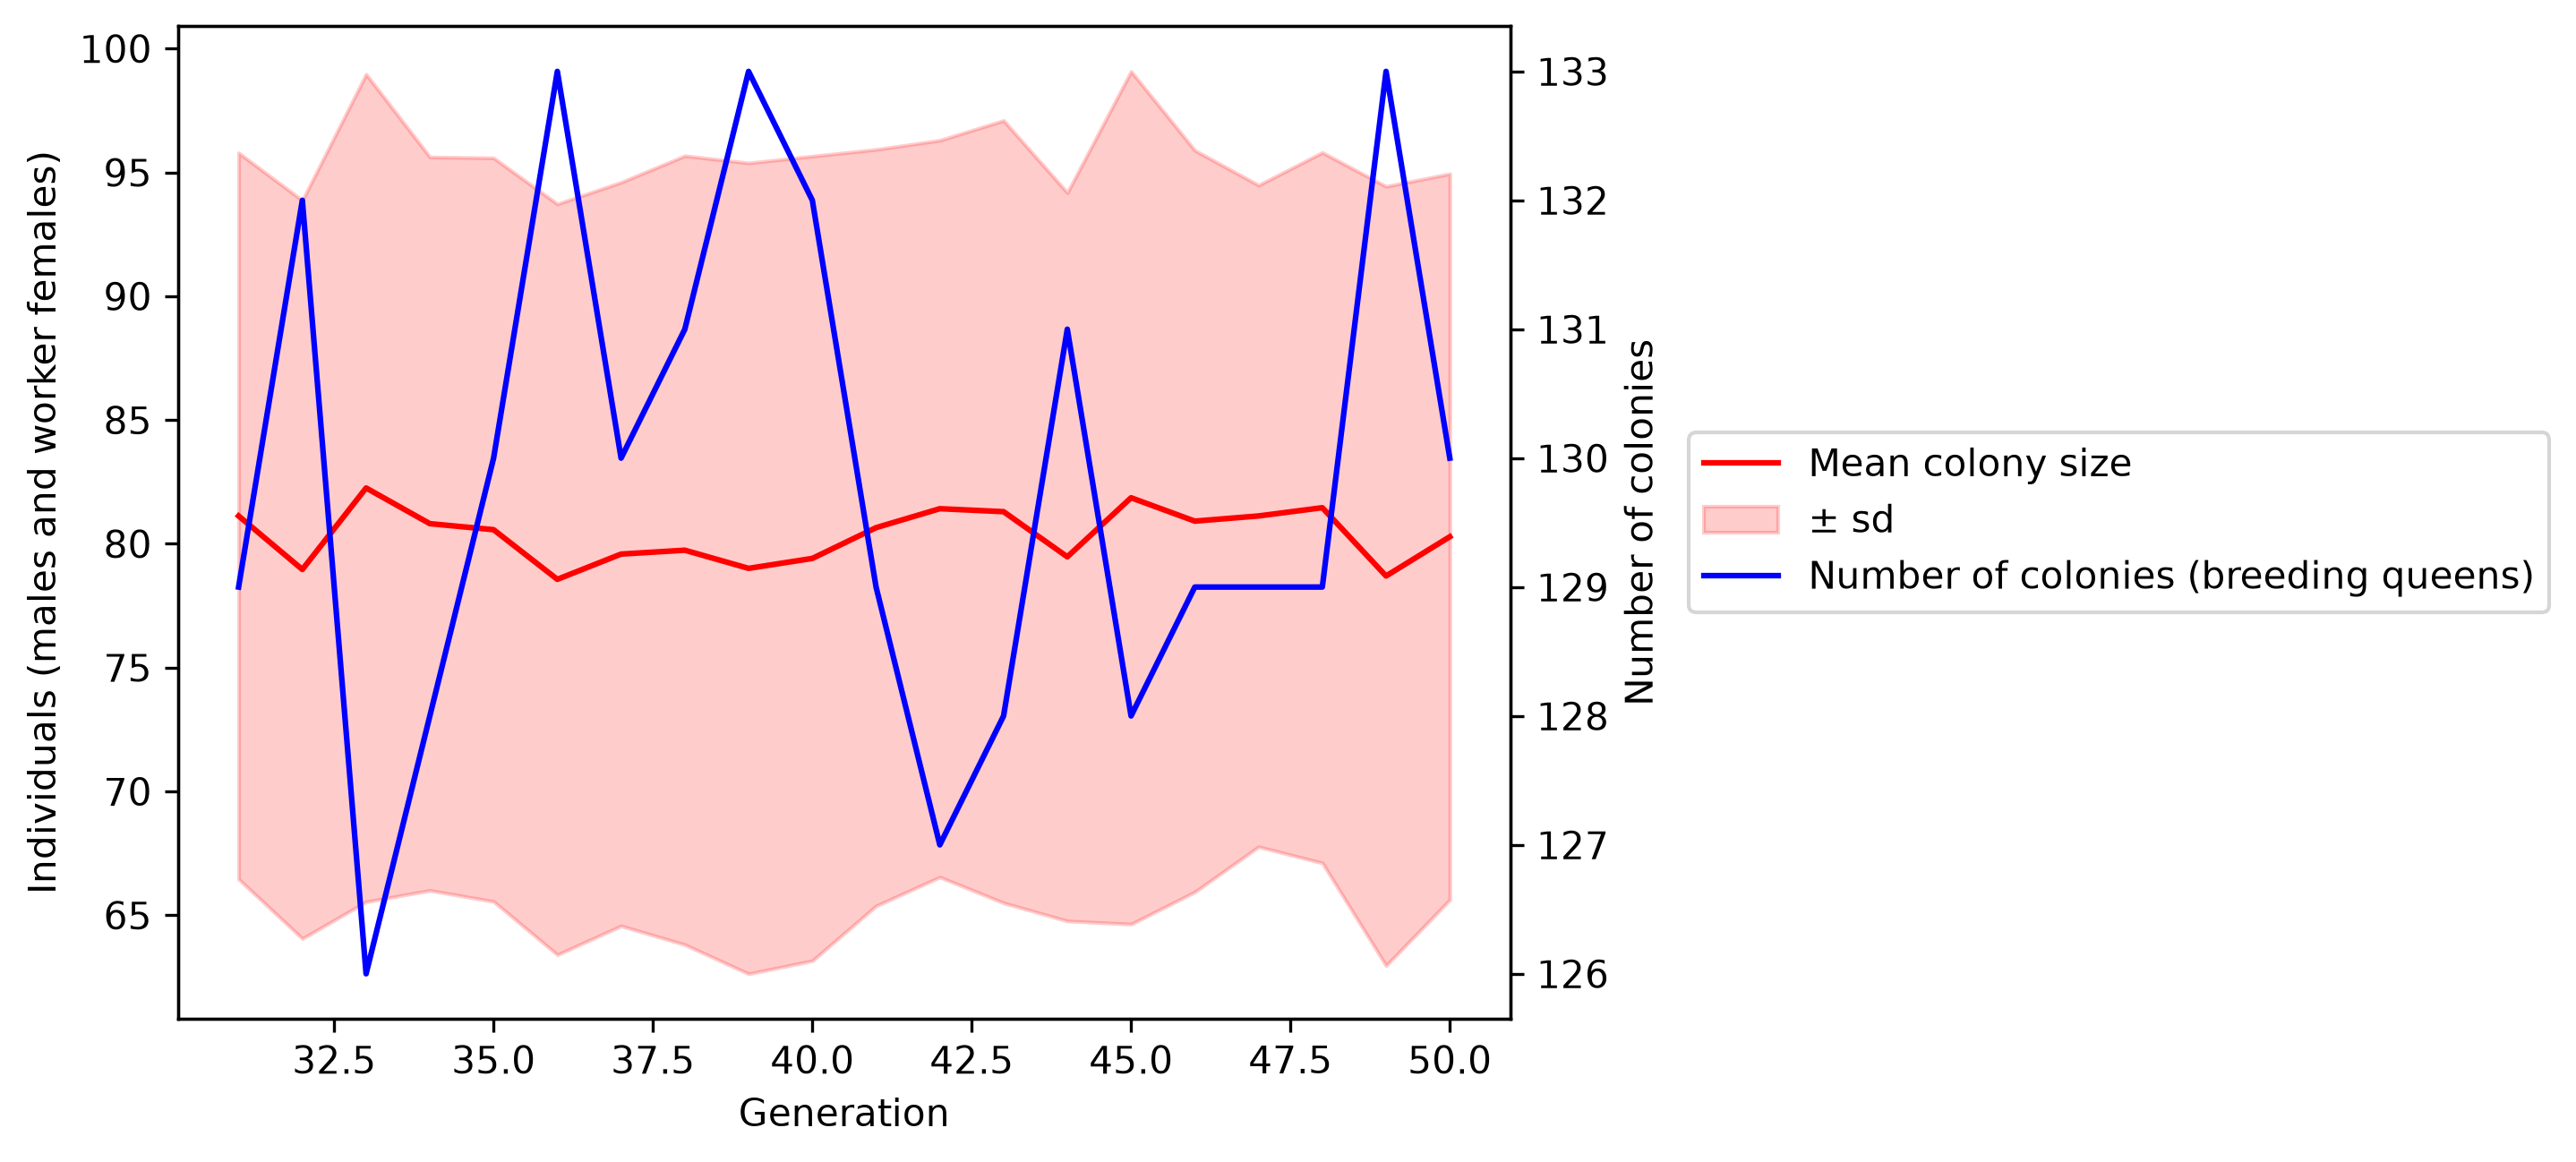 100
95
90
85
80
75
70
65
Individuals (males and worker females)
133
132
131
130
129
128
127
126
Number of colonies
32.5 35.0 37.5 40.0 42.5 45.0 47.5 50.0
Generation
Mean colony size
± sd
Number of colonies (breeding queens)